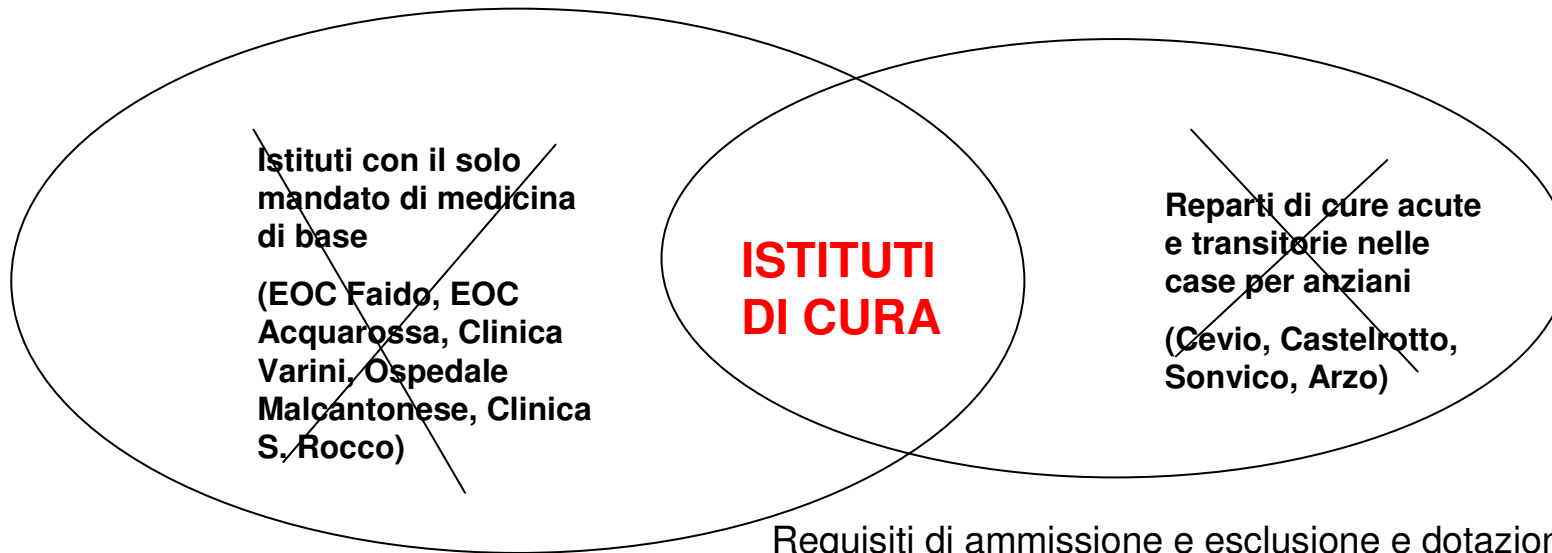 Istituti con il solo
mandato di medicina
di base
(EOC Faido, EOC
Acquarossa, Clinica
Varini, Ospedale
Malcantonese, Clinica
S. Rocco)
ISTITUTI
DI CURA
Reparti di cure acute
e transitorie nelle
case per anziani
(Cevio, Castelrotto,
Sonvico, Arzo)
Requisiti di ammissione e esclusione e